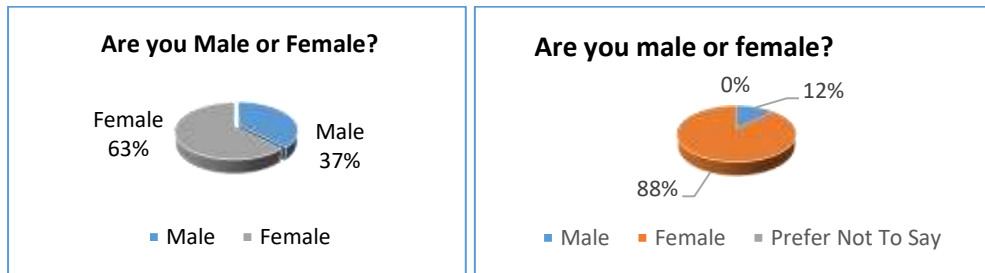 Are you Male or Female?
Female
63%
Male
37%
Male Female
Are you male or female?
0%
12%
88%
Male Female Prefer Not To Say